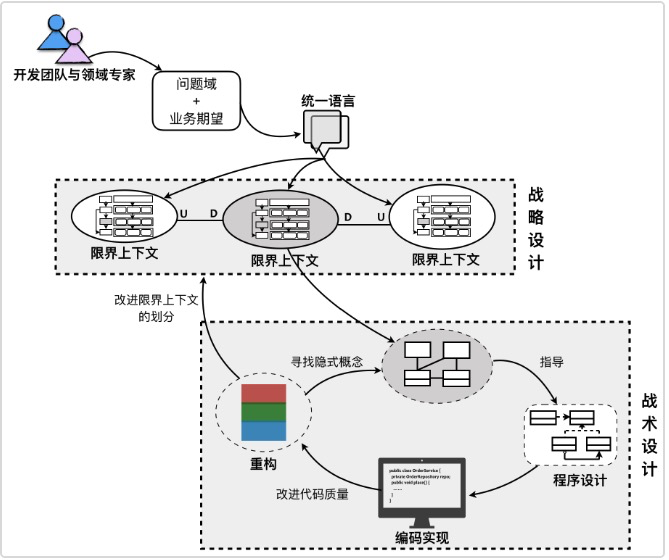 开发团队与领域专家
问题域
+
业务期望
统一语言
U
D
D
U
限界上下文
限界上下文
限界上下文
战略设计
改进限界上下文
的划分
寻找隐式概念
指导
重构
程序设计
战术设计
改进代码质量
public class OrderService {
private OrderRepository repo;
public void place() {
......
}
}
编码实现